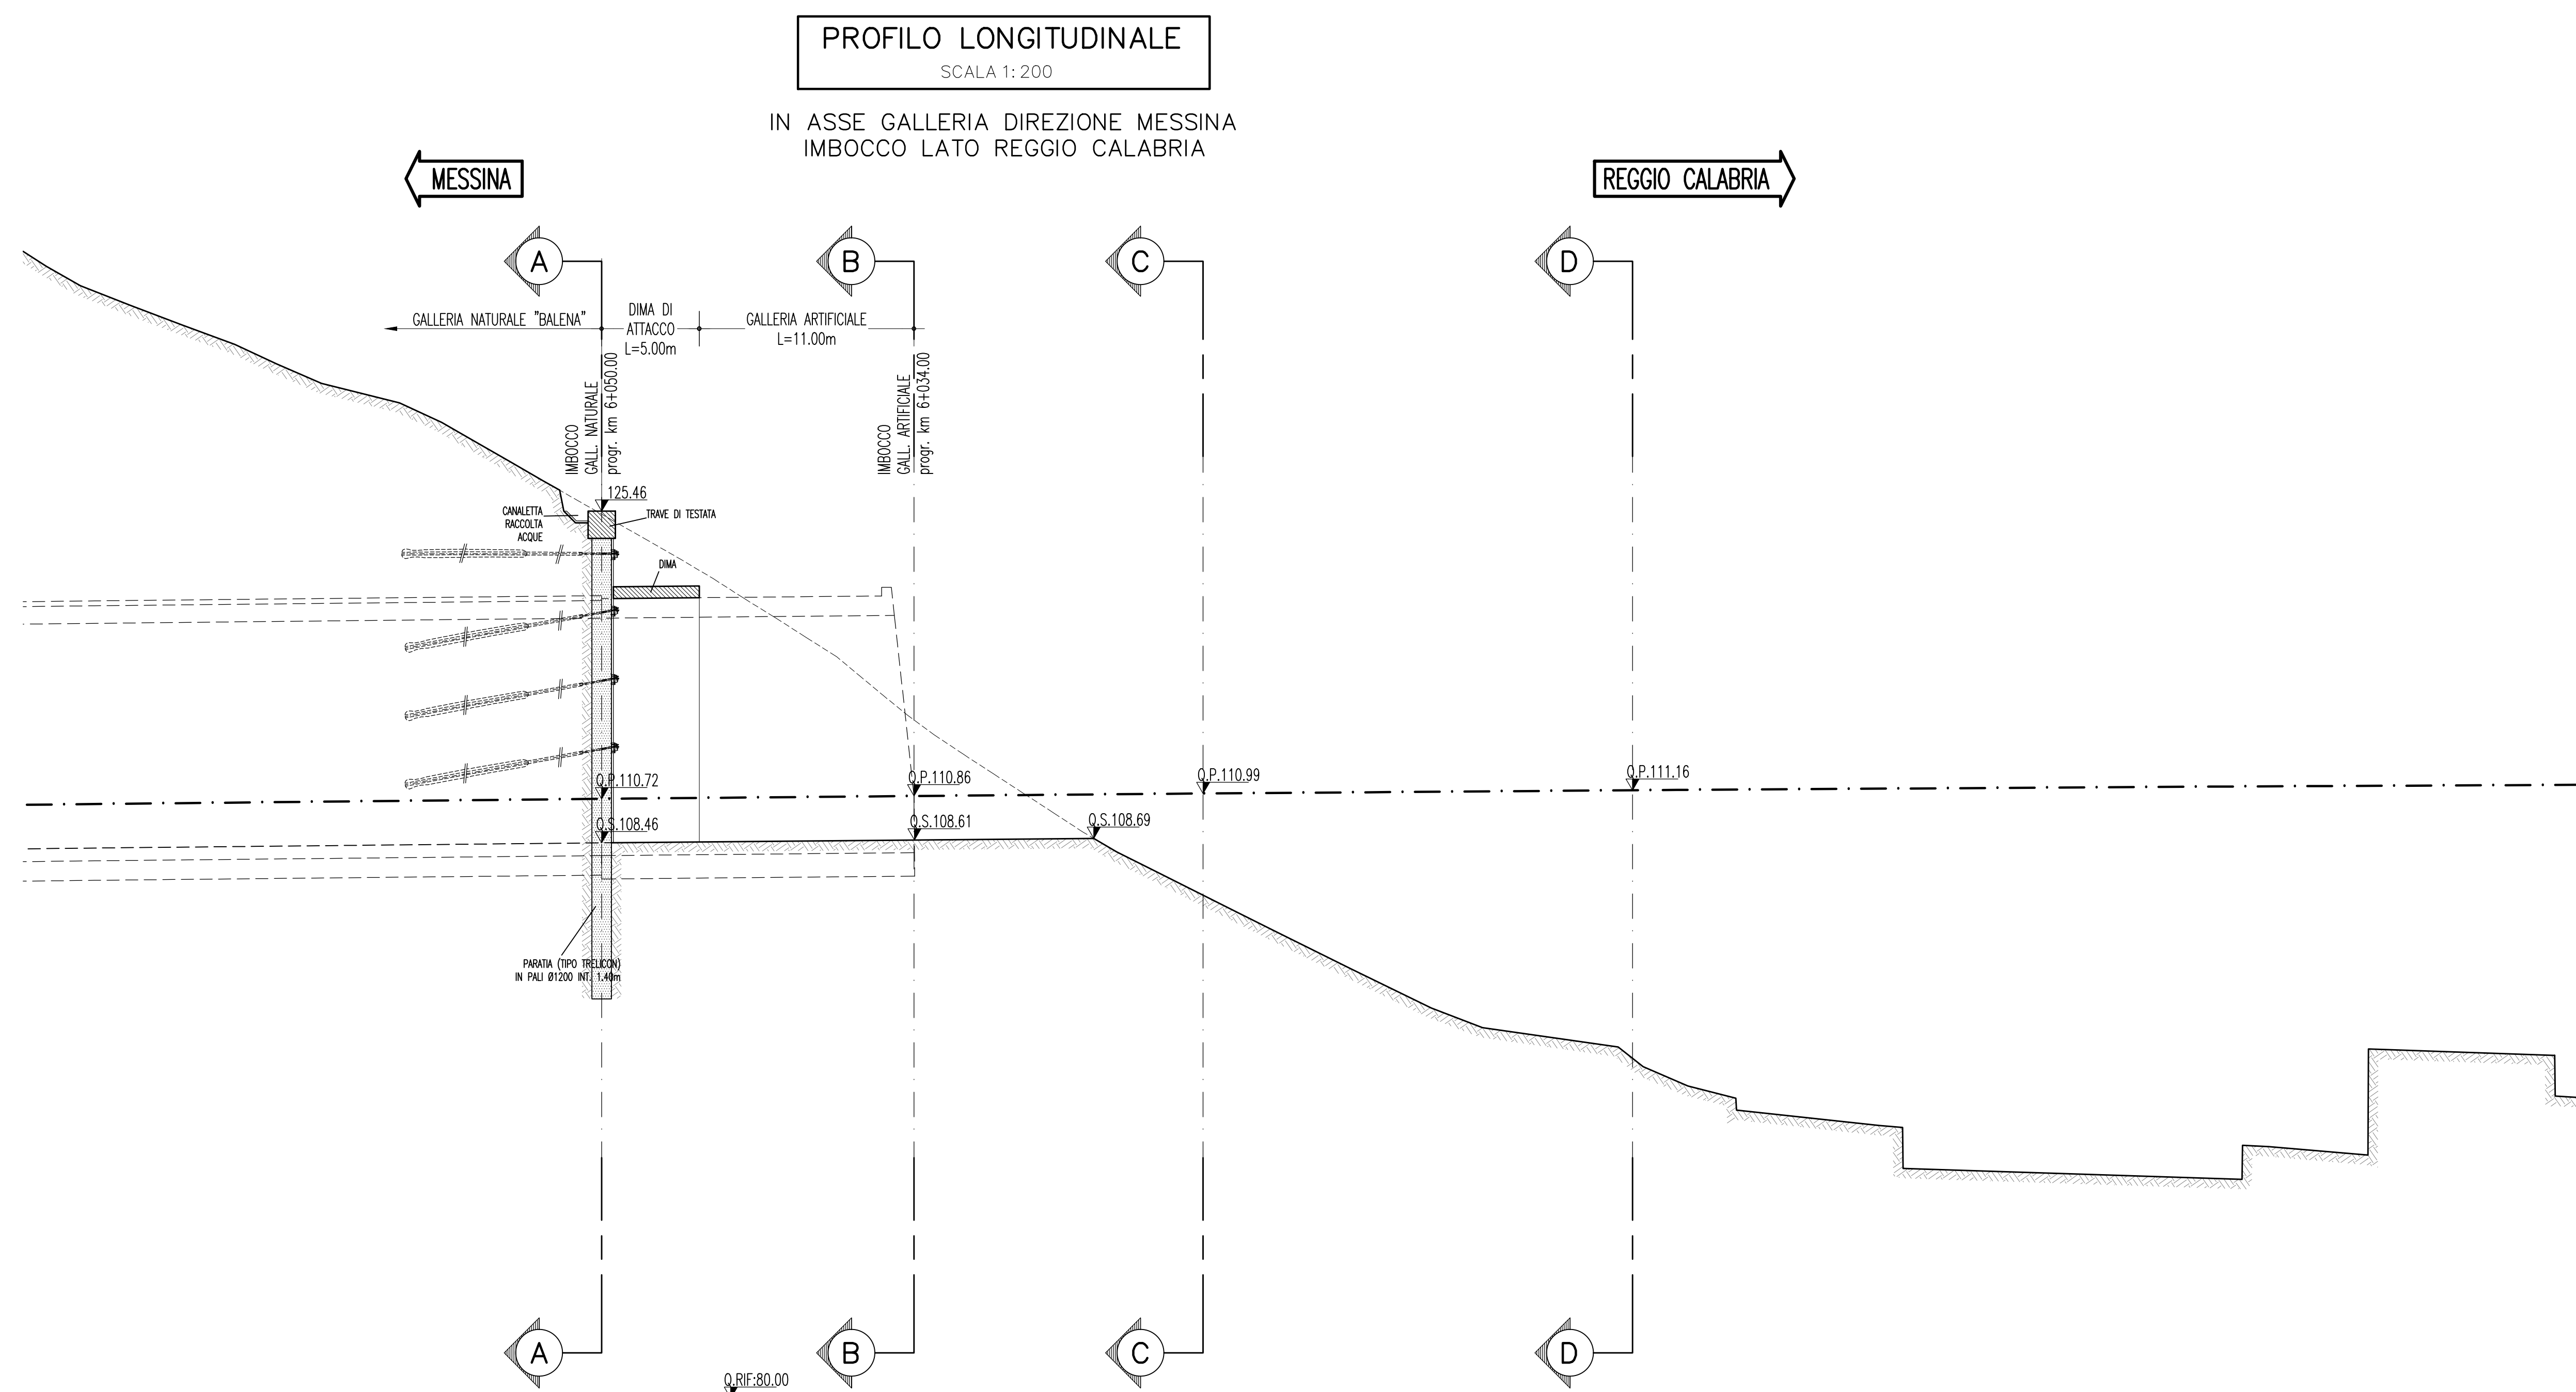 PROFILO LONGITUDINALE
SCALA 1:200
IN ASSE GALLERIA DIREZIONE MESSINA
IMBOCCO LATO REGGIO CALABRIA
MESSINA
REGGIO CALABRIA
A
B
C
D
GALLERIA NATURALE "BALENA"
DIMA DI
ATTACCO
L=5.00m
GALLERIA ARTIFICIALE
L=11.00m
IMBOCCO
GALL. NATURALE
progr. km 6+050.00
IMBOCCO
GALL. ARTIFICIALE
progr. km 6+034.00
125.46
CANALETTA
RACCOLTA
ACQUE
TRAVE DI TESTATA
DIMA
Q.P.110.72
Q.P.110.86
Q.P.110.99
Q.P.111.16
Q.S.108.46
Q.S.108.61
Q.S.108.69
PARATIA (TIPO TRELICON)
IN PALI Ø1200 INT. 1.40m
A
B
C
D
Q.RIF:80.00